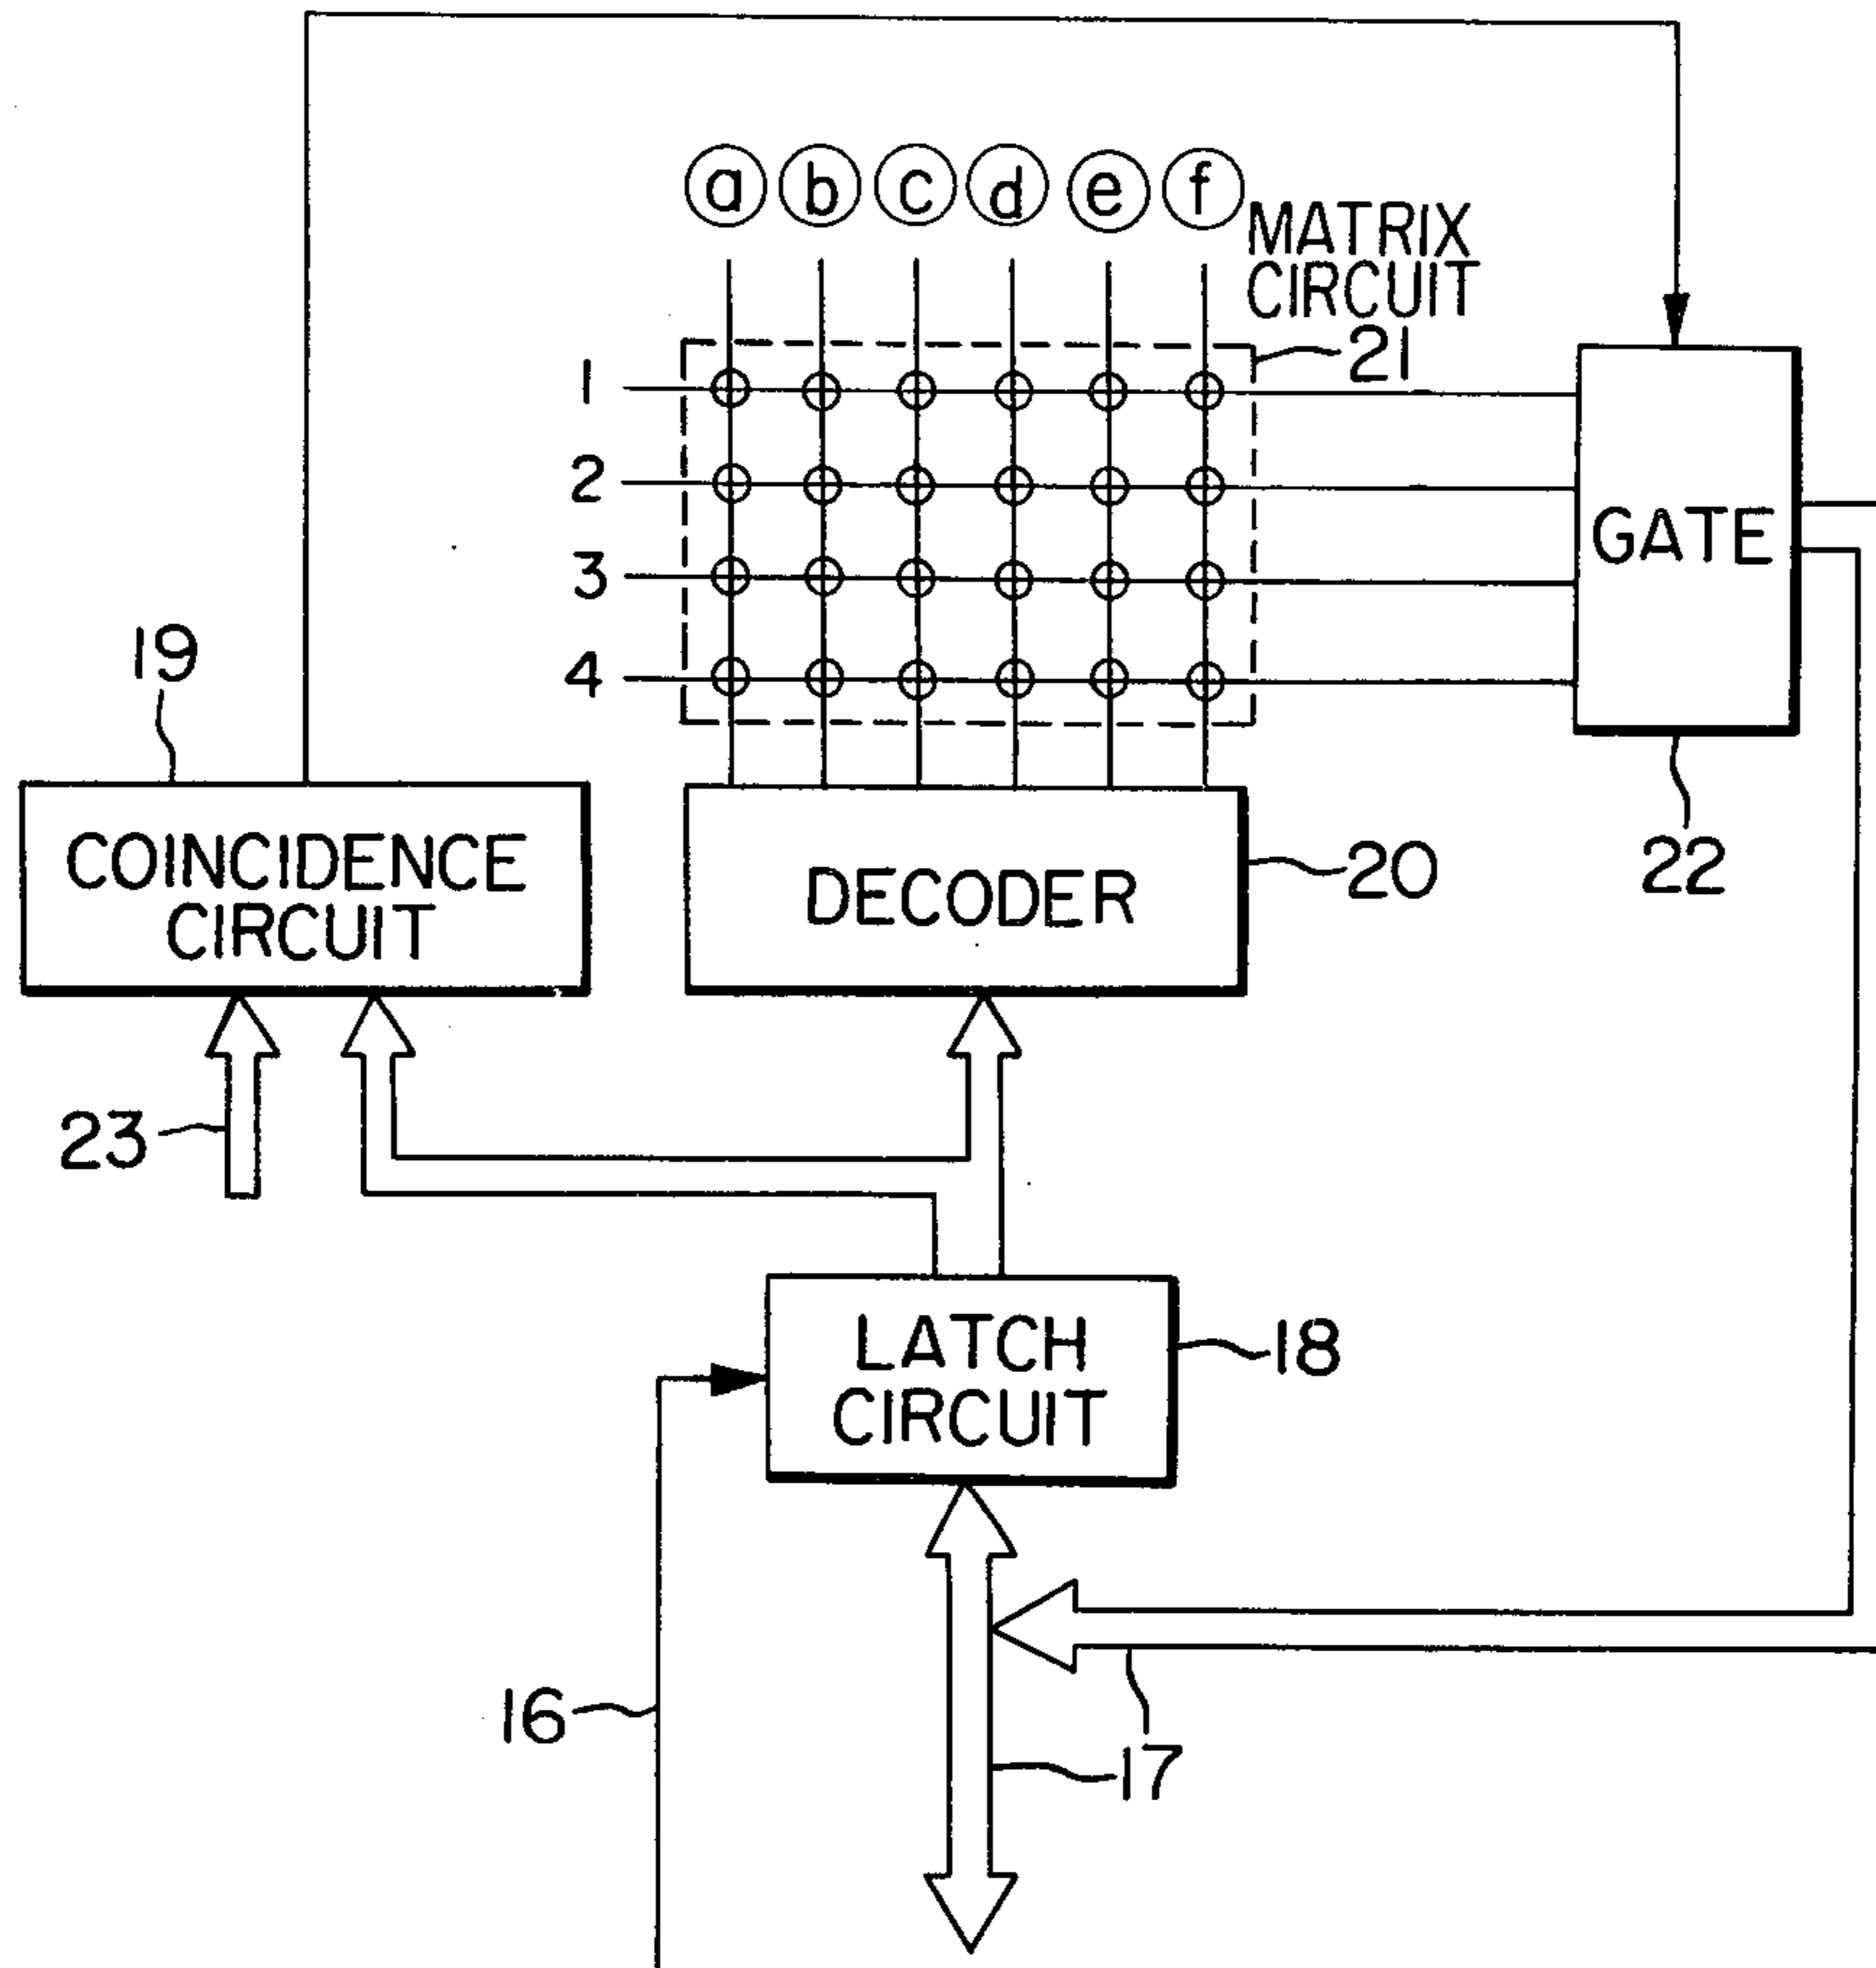 a b c d e f
MATRIX
CIRCUIT
21
1
2
3
4
GATE
22
19
COINCIDENCE
CIRCUIT
DECODER
20
23
LATCH
CIRCUIT
18
16
17